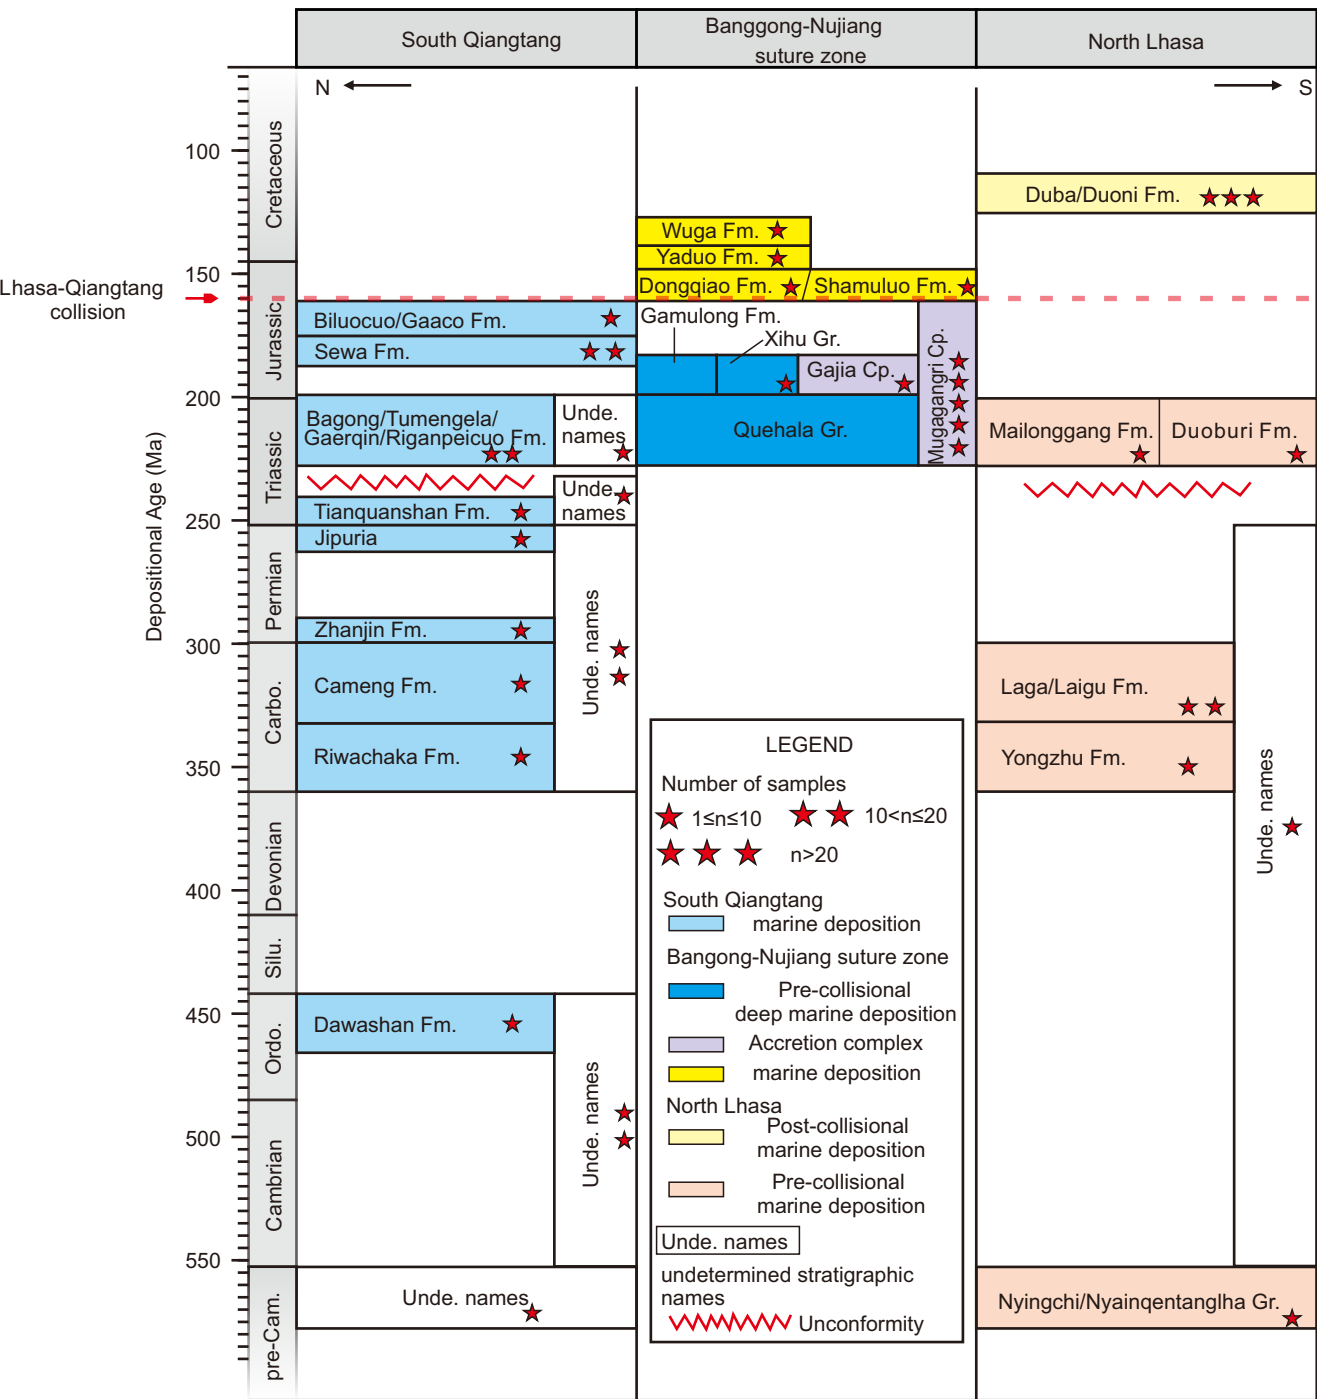 South Qiangtang
Banggong-Nujiang
suture zone
North Lhasa
N
S
Depositional Age (Ma)
100
150
200
250
300
350
400
450
500
550
Lhasa-Qiangtang
collision
Cretaceous
Jurassic
Triassic
Permian
Carbo.
Devonian
Silu.
Ordo.
Cambrian
pre-Cam.
Biluocuo/Gaaco Fm.
Sewa Fm.
Bagong/Tumengela/
Gaerqin/Riganpeicuo Fm.
Unde.
names
Unde.
names
Tianquanshan Fm.
Jipuria
Zhanjin Fm.
Cameng Fm.
Riwachaka Fm.
Unde. names
Dawashan Fm.
Unde. names
Unde. names
Wuga Fm.
Yaduo Fm.
Dongqiao Fm.
Shamuluo Fm.
Gamulong Fm.
Xihu Gr.
Gajia Cp.
Mugagangri Cp.
Quehala Gr.
Duba/Duoni Fm.
Mailonggang Fm.
Duoburi Fm.
Laga/Laigu Fm.
Yongzhu Fm.
Unde. names
Nyingchi/Nyainqentanglha Gr.
LEGEND
Number of samples
1≤n≤10
10<n≤20
n>20
South Qiangtang
marine deposition
Bangong-Nujiang suture zone
Pre-collisional
deep marine deposition
Accretion complex
marine deposition
North Lhasa
Post-collisional
marine deposition
Pre-collisional
marine deposition
Unde. names
undetermined stratigraphic
names
Unconformity